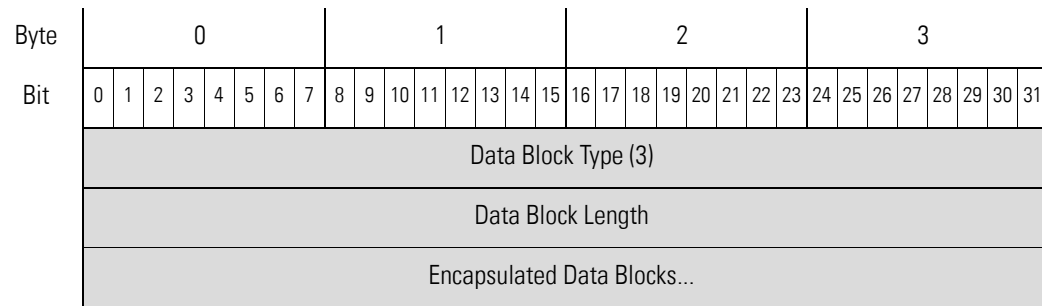 Byte 0 1 2 3
Bit 0 1 2 3 4 5 6 7 8 9 10 11 12 13 14 15 16 17 18 19 20 21 22 23 24 25 26 27 28 29 30 31
Data Block Type (3)
Data Block Length
Encapsulated Data Blocks...